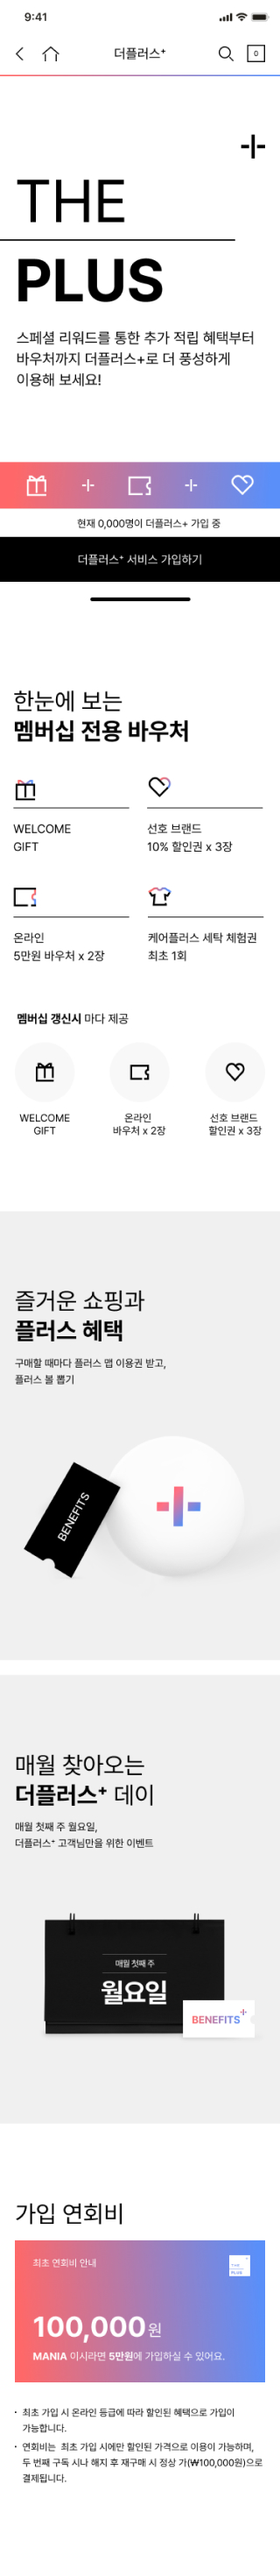 9:41
더플러스+
0
THE
PLUS
스페셜 리워드를 통한 추가 적립 혜택부터
바우처까지 더플러스+로 더 풍성하게
이용해 보세요!
현재 0,000명이 더플러스+ 가입 중
더플러스+ 서비스 가입하기
한눈에 보는
멤버십 전용 바우처
WELCOME
GIFT
선호 브랜드
10% 할인권 x 3장
온라인
5만원 바우처 x 2장
케어플러스 세탁 체험권
최초 1회
멤버십 갱신시 마다 제공
WELCOME
GIFT
온라인
바우처 x 2장
선호 브랜드
할인권 x 3장
즐거운 쇼핑과
플러스 혜택
구매할 때마다 플러스 맵 이용권 받고,
플러스 볼 뽑기
BENEFITS
매월 찾아오는
더플러스+ 데이
매월 첫째 주 월요일,
더플러스+ 고객님만을 위한 이벤트
매월 첫째 주
월요일
BENEFITS
가입 연회비
최초 연회비 안내
THE
PLUS
100,000원
MANIA 이시라면 5만원에 가입하실 수 있어요.
· 최초 가입 시 온라인 등급에 따라 할인된 혜택으로 가입이
가능합니다.
· 연회비는 최초 가입 시에만 할인된 가격으로 이용이 가능하며,
두 번째 구독 시나 해지 후 재구매 시 정상 가(₩100,000원)으로
결제됩니다.